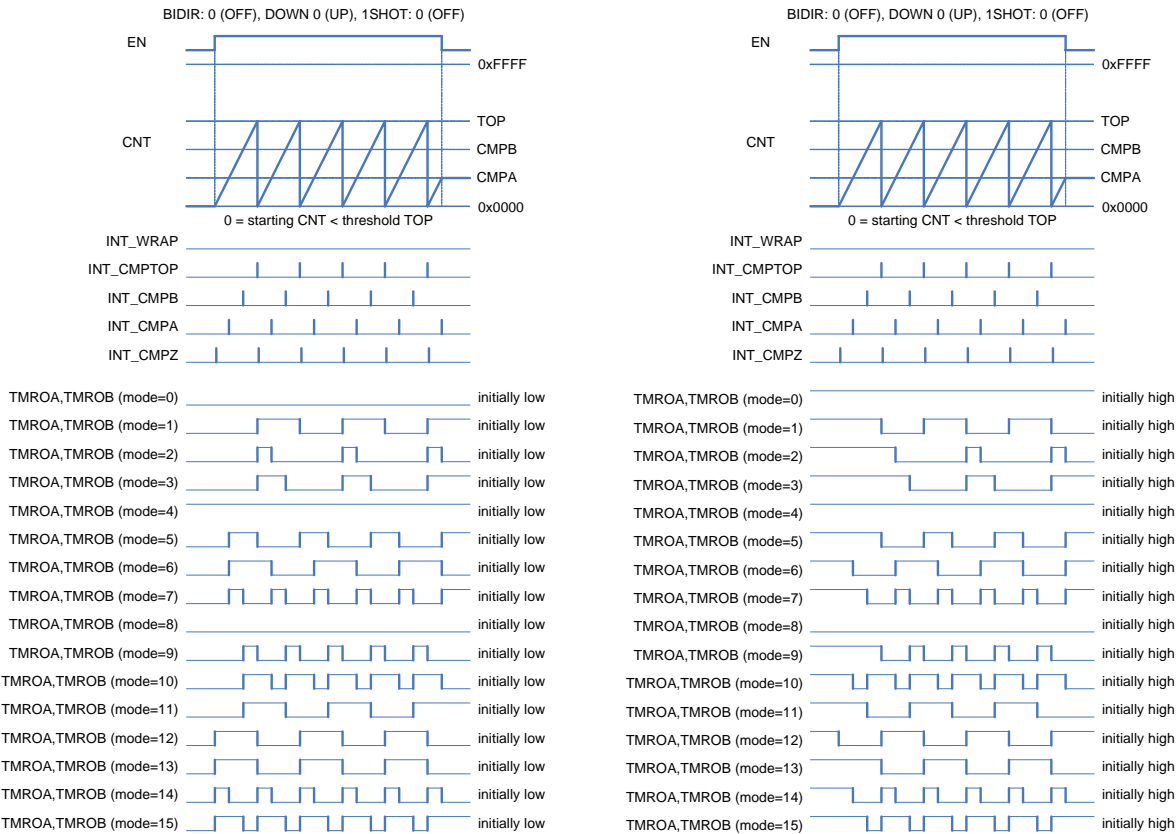 BIDIR: 0 (OFF), DOWN 0 (UP), 1SHOT: 0 (OFF)
EN
0xFFFF
TOP
CNT
CMPB
CMPA
0x0000
0 = starting CNT < threshold TOP
INT_WRAP
INT_CMPTOP
INT_CMPB
INT_CMPA
INT_CMPZ
TMROA,TMROB (mode=0) initially low
TMROA,TMROB (mode=1) initially low
TMROA,TMROB (mode=2) initially low
TMROA,TMROB (mode=3) initially low
TMROA,TMROB (mode=4) initially low
TMROA,TMROB (mode=5) initially low
TMROA,TMROB (mode=6) initially low
TMROA,TMROB (mode=7) initially low
TMROA,TMROB (mode=8) initially low
TMROA,TMROB (mode=9) initially low
TMROA,TMROB (mode=10) initially low
TMROA,TMROB (mode=11) initially low
TMROA,TMROB (mode=12) initially low
TMROA,TMROB (mode=13) initially low
TMROA,TMROB (mode=14) initially low
TMROA,TMROB (mode=15) initially low
BIDIR: 0 (OFF), DOWN 0 (UP), 1SHOT: 0 (OFF)
EN
0xFFFF
TOP
CNT
CMPB
CMPA
0x0000
0 = starting CNT < threshold TOP
INT_WRAP
INT_CMPTOP
INT_CMPB
INT_CMPA
INT_CMPZ
TMROA,TMROB (mode=0) initially high
TMROA,TMROB (mode=1) initially high
TMROA,TMROB (mode=2) initially high
TMROA,TMROB (mode=3) initially high
TMROA,TMROB (mode=4) initially high
TMROA,TMROB (mode=5) initially high
TMROA,TMROB (mode=6) initially high
TMROA,TMROB (mode=7) initially high
TMROA,TMROB (mode=8) initially high
TMROA,TMROB (mode=9) initially high
TMROA,TMROB (mode=10) initially high
TMROA,TMROB (mode=11) initially high
TMROA,TMROB (mode=12) initially high
TMROA,TMROB (mode=13) initially high
TMROA,TMROB (mode=14) initially high
TMROA,TMROB (mode=15) initially high